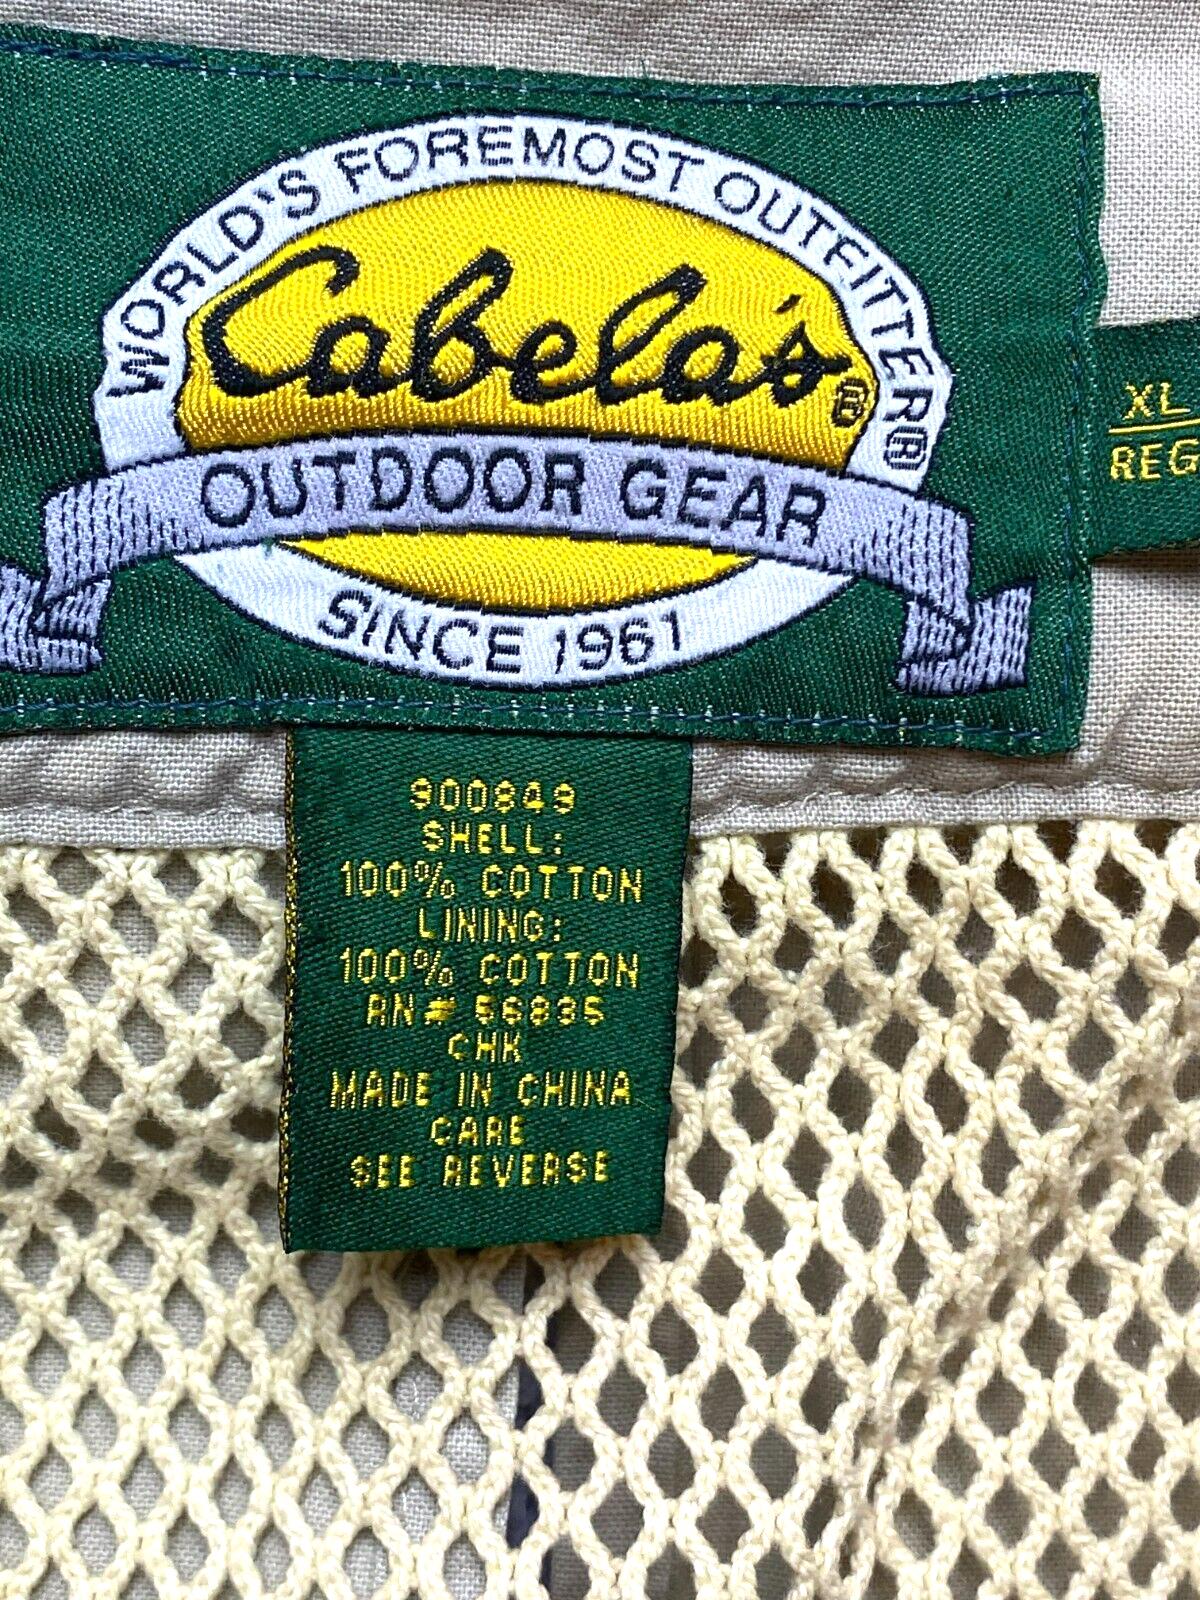 WORLD'S FOREMOST OUTFITTER®
Cabela's®
OUTDOOR GEAR
SINCE 1961
XL
REG
900849
SHELL:
100% COTTON
LINING:
100% COTTON
RN# 56835
CHK
MADE IN CHINA
CARE
SEE REVERSE